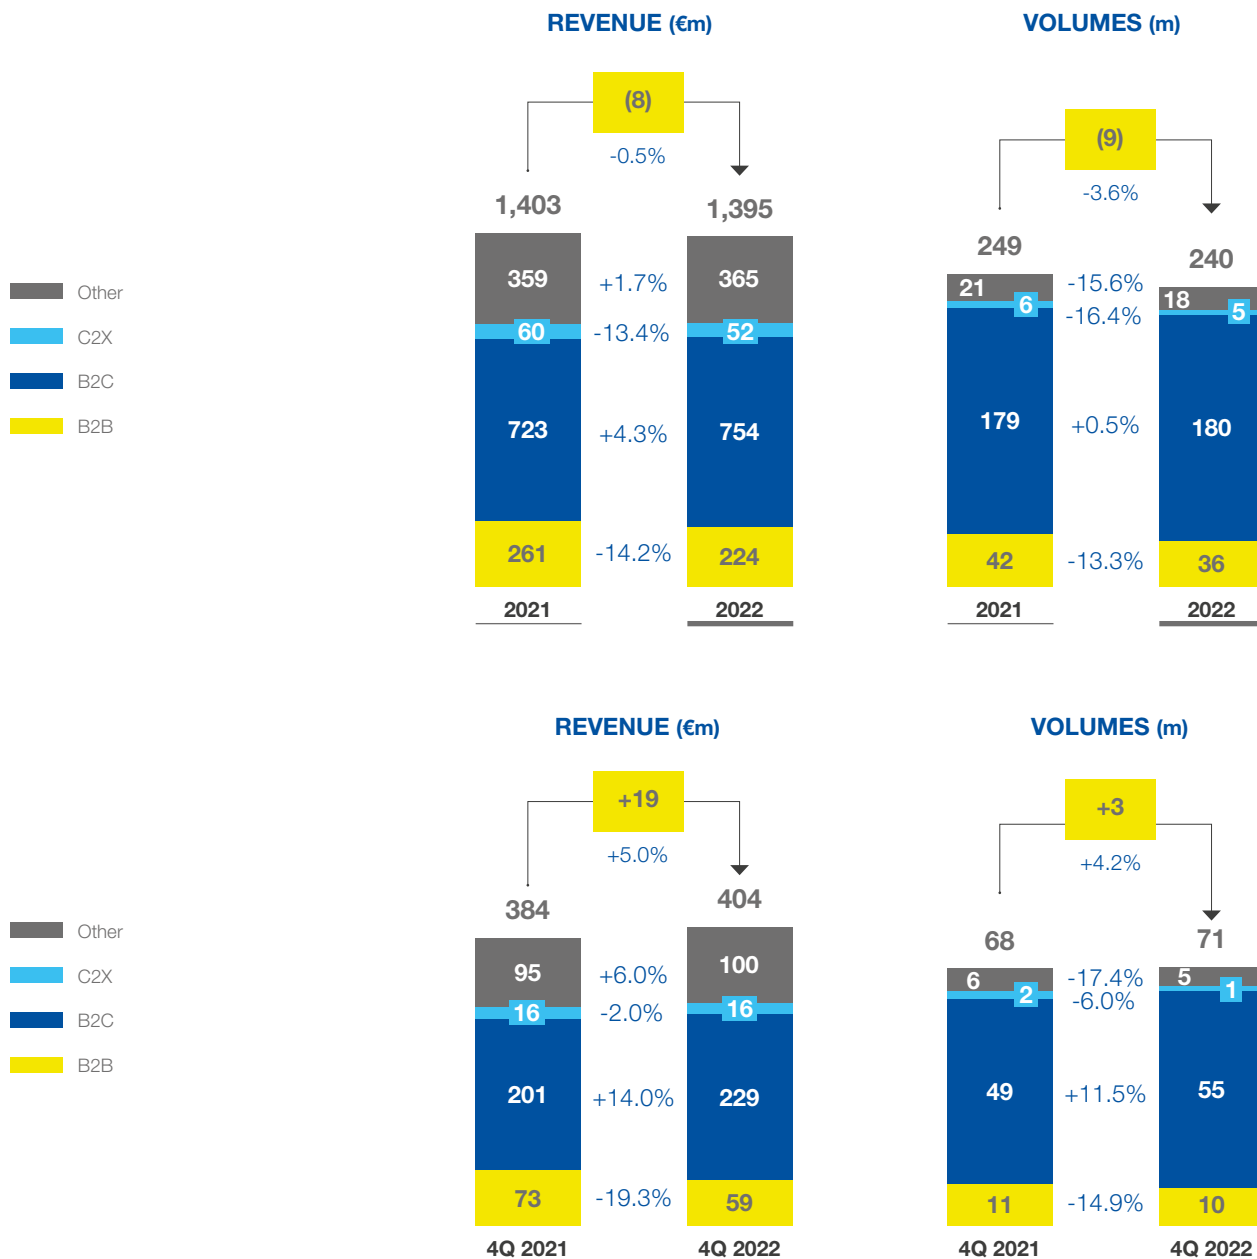 REVENUE (€m)
(8)
-0.5%
1,403
1,395
Other
C2X
B2C
B2B
359 +1.7% 365
60 -13.4% 52
723 +4.3% 754
261 -14.2% 224
2021
2022
VOLUMES (m)
(9)
-3.6%
249
240
21 -15.6% 18
6 -16.4% 5
179 +0.5% 180
42 -13.3% 36
2021
2022
REVENUE (€m)
+19
+5.0%
384
404
Other
C2X
B2C
B2B
95 +6.0% 100
16 -2.0% 16
201 +14.0% 229
73 -19.3% 59
4Q 2021
4Q 2022
VOLUMES (m)
+3
+4.2%
68
71
6 -17.4% 5
2 -6.0% 1
49 +11.5% 55
11 -14.9% 10
4Q 2021
4Q 2022